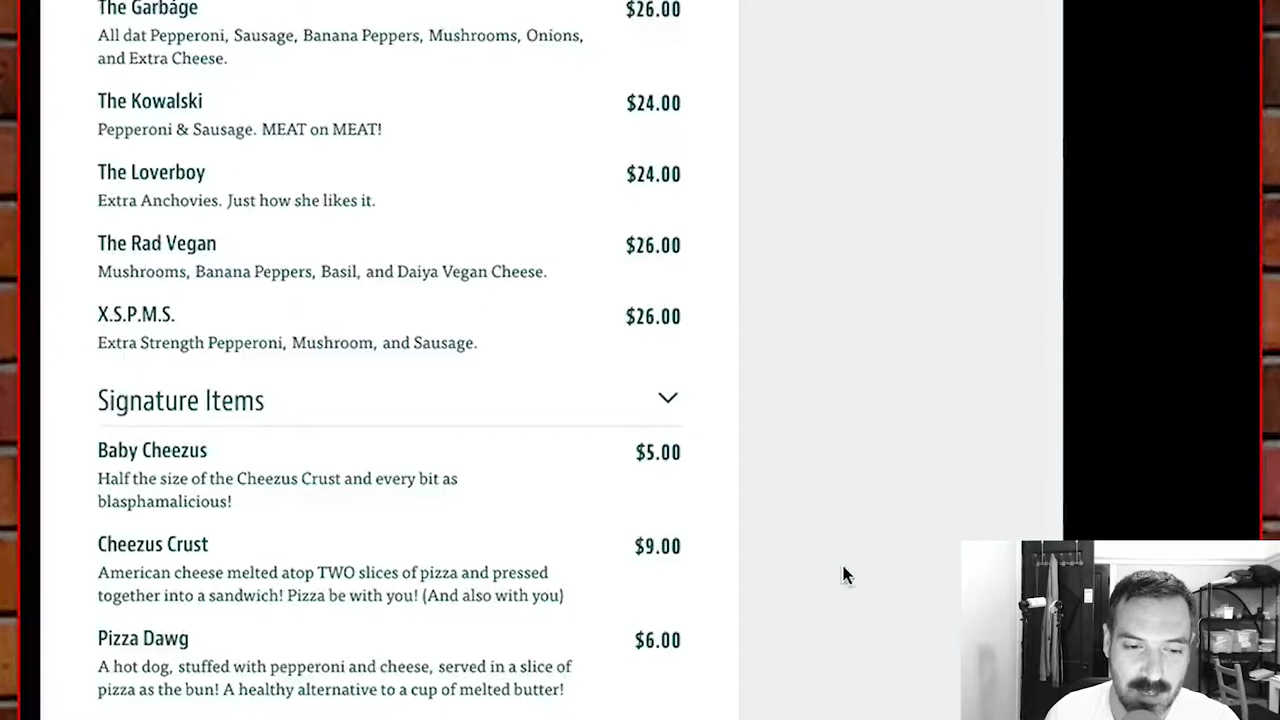 The Garbáge
$26.00
All dat Pepperoni, Sausage, Banana Peppers, Mushrooms, Onions,
and Extra Cheese.
The Kowalski
$24.00
Pepperoni & Sausage. MEAT on MEAT!
The Loverboy
$24.00
Extra Anchovies. Just how she likes it.
The Rad Vegan
$26.00
Mushrooms, Banana Peppers, Basil, and Daiya Vegan Cheese.
X.S.P.M.S.
$26.00
Extra Strength Pepperoni, Mushroom, and Sausage.
Signature Items
Baby Cheezus
$5.00
Half the size of the Cheezus Crust and every bit as
blasphamalicious!
Cheezus Crust
$9.00
American cheese melted atop TWO slices of pizza and pressed
together into a sandwich! Pizza be with you! (And also with you)
Pizza Dawg
$6.00
A hot dog, stuffed with pepperoni and cheese, served in a slice of
pizza as the bun! A healthy alternative to a cup of melted butter!